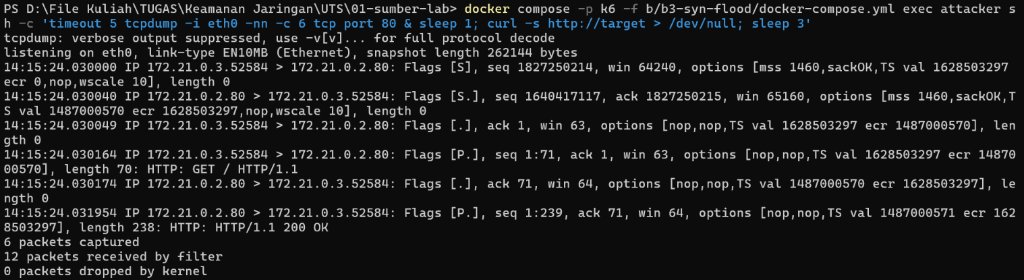 PS D:\File Kuliah\TUGAS\Keamanan Jaringan\UTS\01-sumber-lab> docker compose -p k6 -f b/b3-syn-flood/docker-compose.yml exec attacker s
h -c 'timeout 5 tcpdump -i eth0 -nn -c 6 tcp port 80 & sleep 1; curl -s http://target > /dev/null; sleep 3'
tcpdump: verbose output suppressed, use -v[v]... for full protocol decode
listening on eth0, link-type EN10MB (Ethernet), snapshot length 262144 bytes
14:15:24.030000 IP 172.21.0.3.52584 > 172.21.0.2.80: Flags [S], seq 1827250214, win 64240, options [mss 1460,sackOK,TS val 1628503297
ecr 0,nop,wscale 10], length 0
14:15:24.030040 IP 172.21.0.2.80 > 172.21.0.3.52584: Flags [S.], seq 1640417117, ack 1827250215, win 65160, options [mss 1460,sackOK,T
S val 1487000570 ecr 1628503297,nop,wscale 10], length 0
14:15:24.030049 IP 172.21.0.3.52584 > 172.21.0.2.80: Flags [.], ack 1, win 63, options [nop,nop,TS val 1628503297 ecr 1487000570], len
gth 0
14:15:24.030164 IP 172.21.0.3.52584 > 172.21.0.2.80: Flags [P.], seq 1:71, ack 1, win 63, options [nop,nop,TS val 1628503297 ecr 14870
00570], length 70: HTTP: GET / HTTP/1.1
14:15:24.030174 IP 172.21.0.2.80 > 172.21.0.3.52584: Flags [.], ack 71, win 64, options [nop,nop,TS val 1487000570 ecr 1628503297], le
ngth 0
14:15:24.031954 IP 172.21.0.2.80 > 172.21.0.3.52584: Flags [P.], seq 1:239, ack 71, win 64, options [nop,nop,TS val 1487000571 ecr 162
8503297], length 238: HTTP: HTTP/1.1 200 OK
6 packets captured
12 packets received by filter
0 packets dropped by kernel